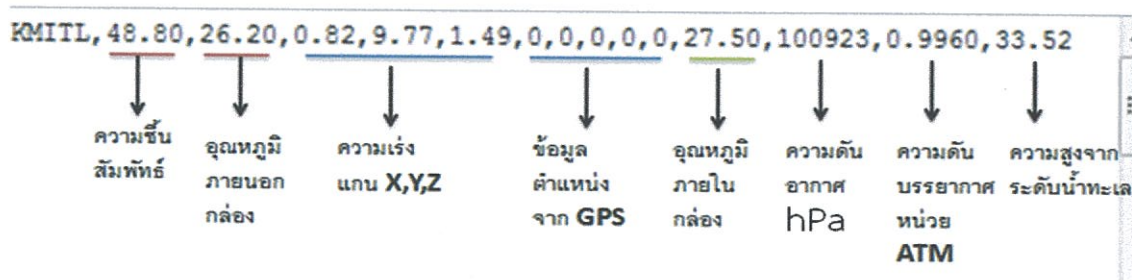 KMITL,48.80,26.20,0.82,9.77,1.49,0,0,0,0,0,27.50,100923,0.9960,33.52
ความชื้น
สัมพัทธ์
อุณหภูมิ
ภายนอก
กล่อง
ความเร่ง
แกน X,Y,Z
ข้อมูล
ตำแหน่ง
จาก GPS
อุณหภูมิ
ภายใน
กล่อง
ความดัน
อากาศ
hPa
ความดัน
บรรยากาศ
หน่วย
ATM
ความสูงจาก
ระดับน้ำทะเล